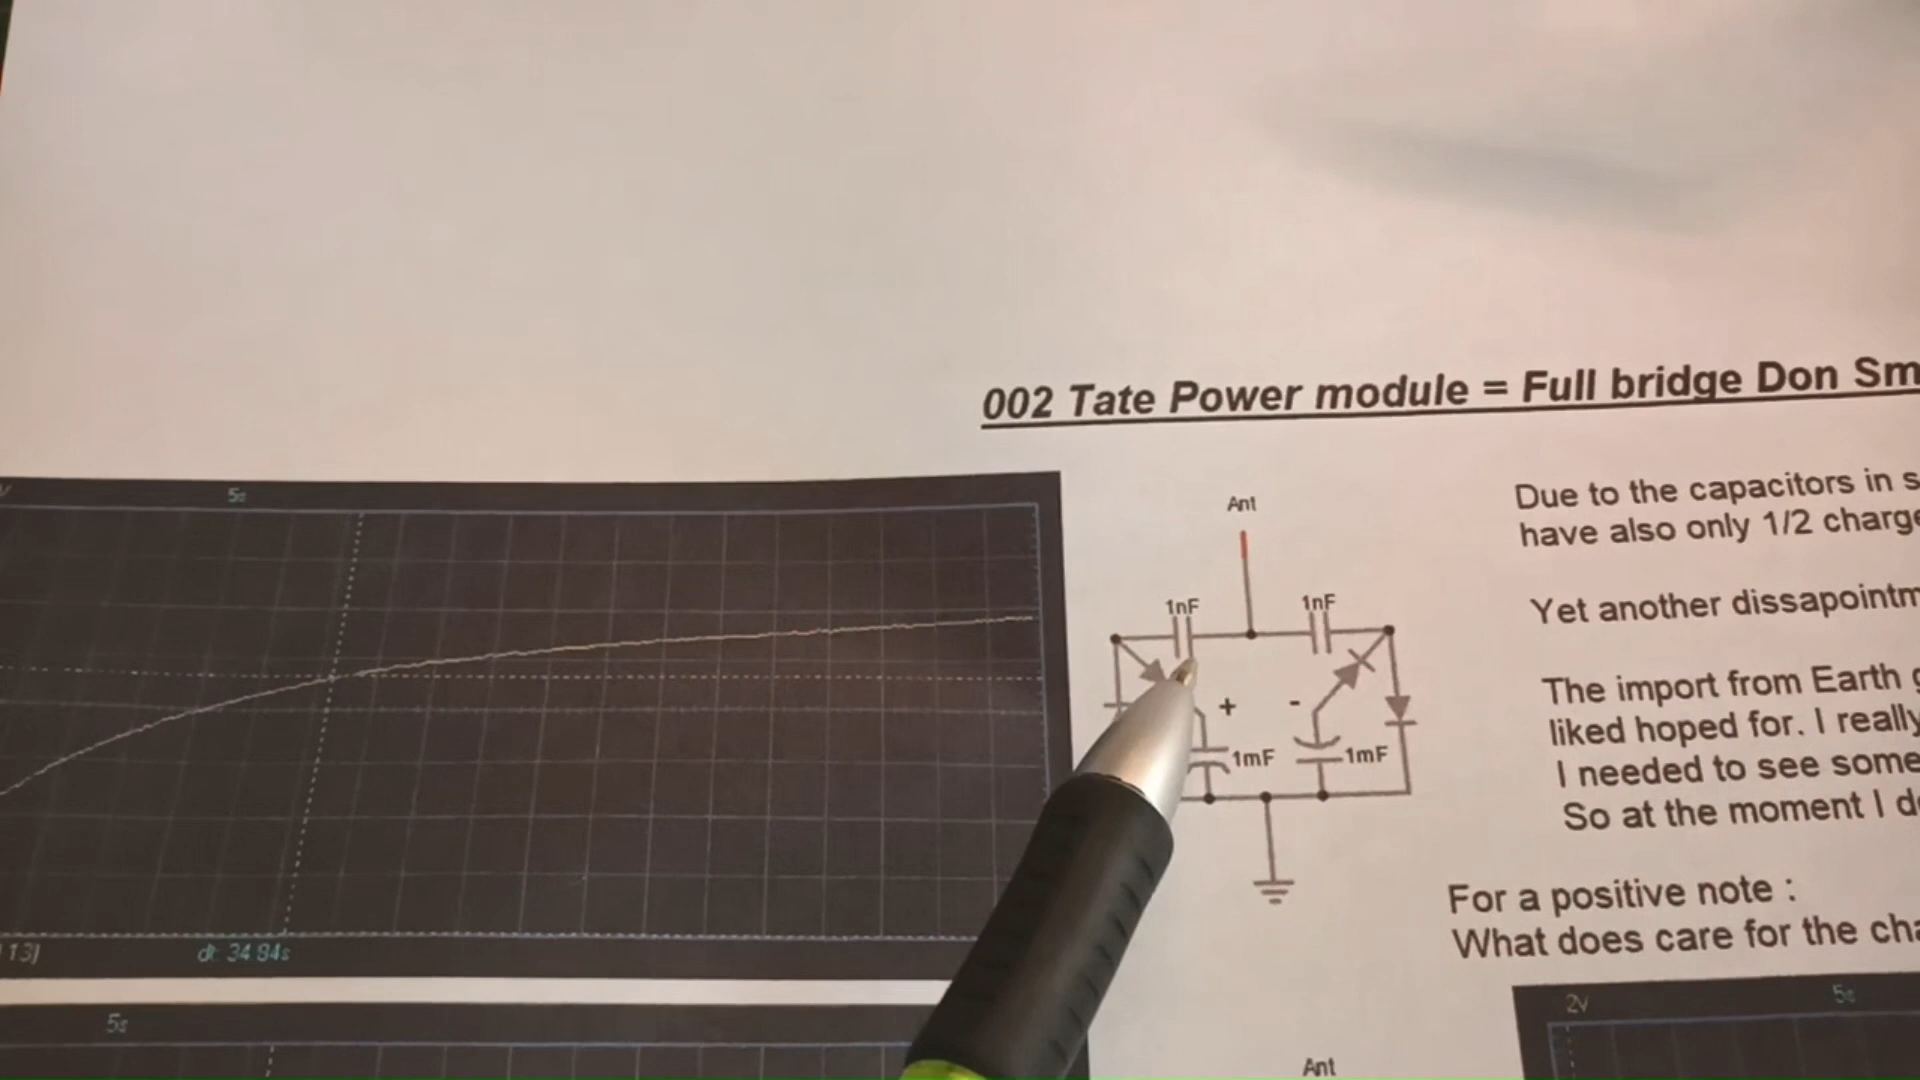 002 Tate Power module = Full bridge Don Sm
5s
Ant
1nF
1nF
+
-
1mF
1mF
13]
dt: 34.94s
Due to the capacitors in s
have also only 1/2 charge
Yet another dissapointm
The import from Earth g
liked hoped for. I really
I needed to see some
So at the moment I d
For a positive note :
What does care for the cha
5s
Ant
2V
5s